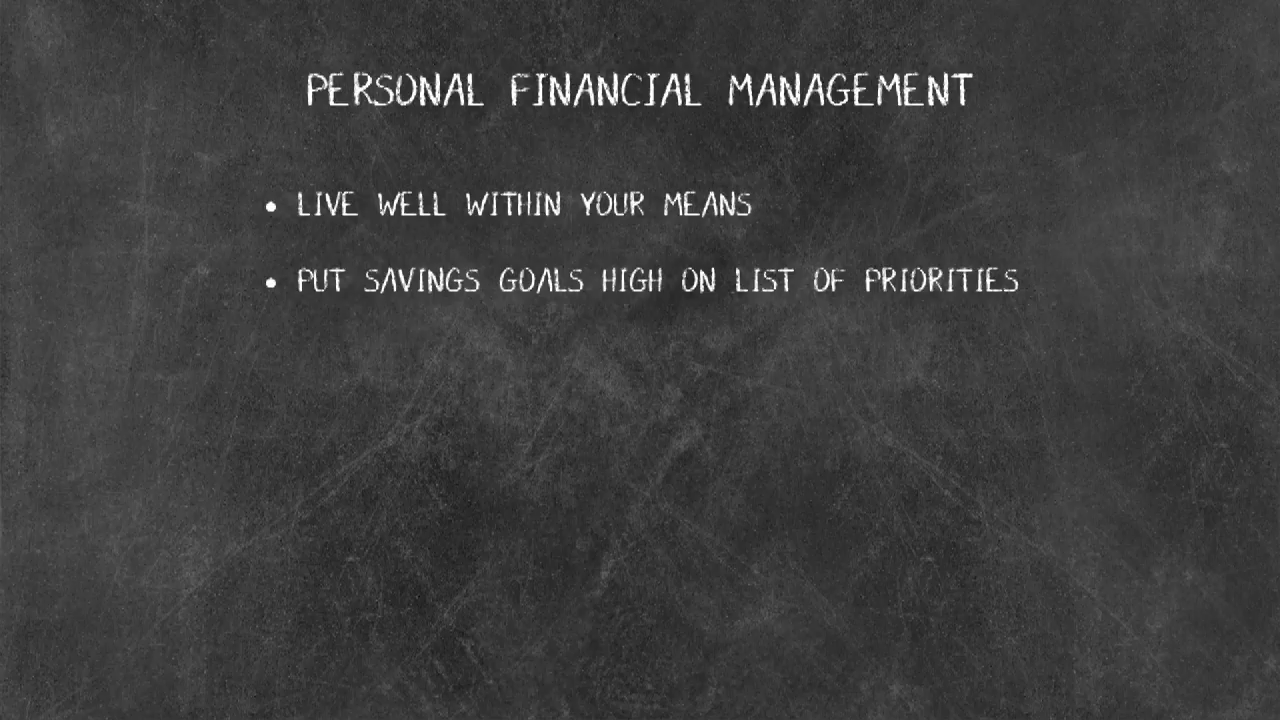 PERSONAL FINANCIAL MANAGEMENT
• LIVE WELL WITHIN YOUR MEANS
• PUT SAVINGS GOALS HIGH ON LIST OF PRIORITIES